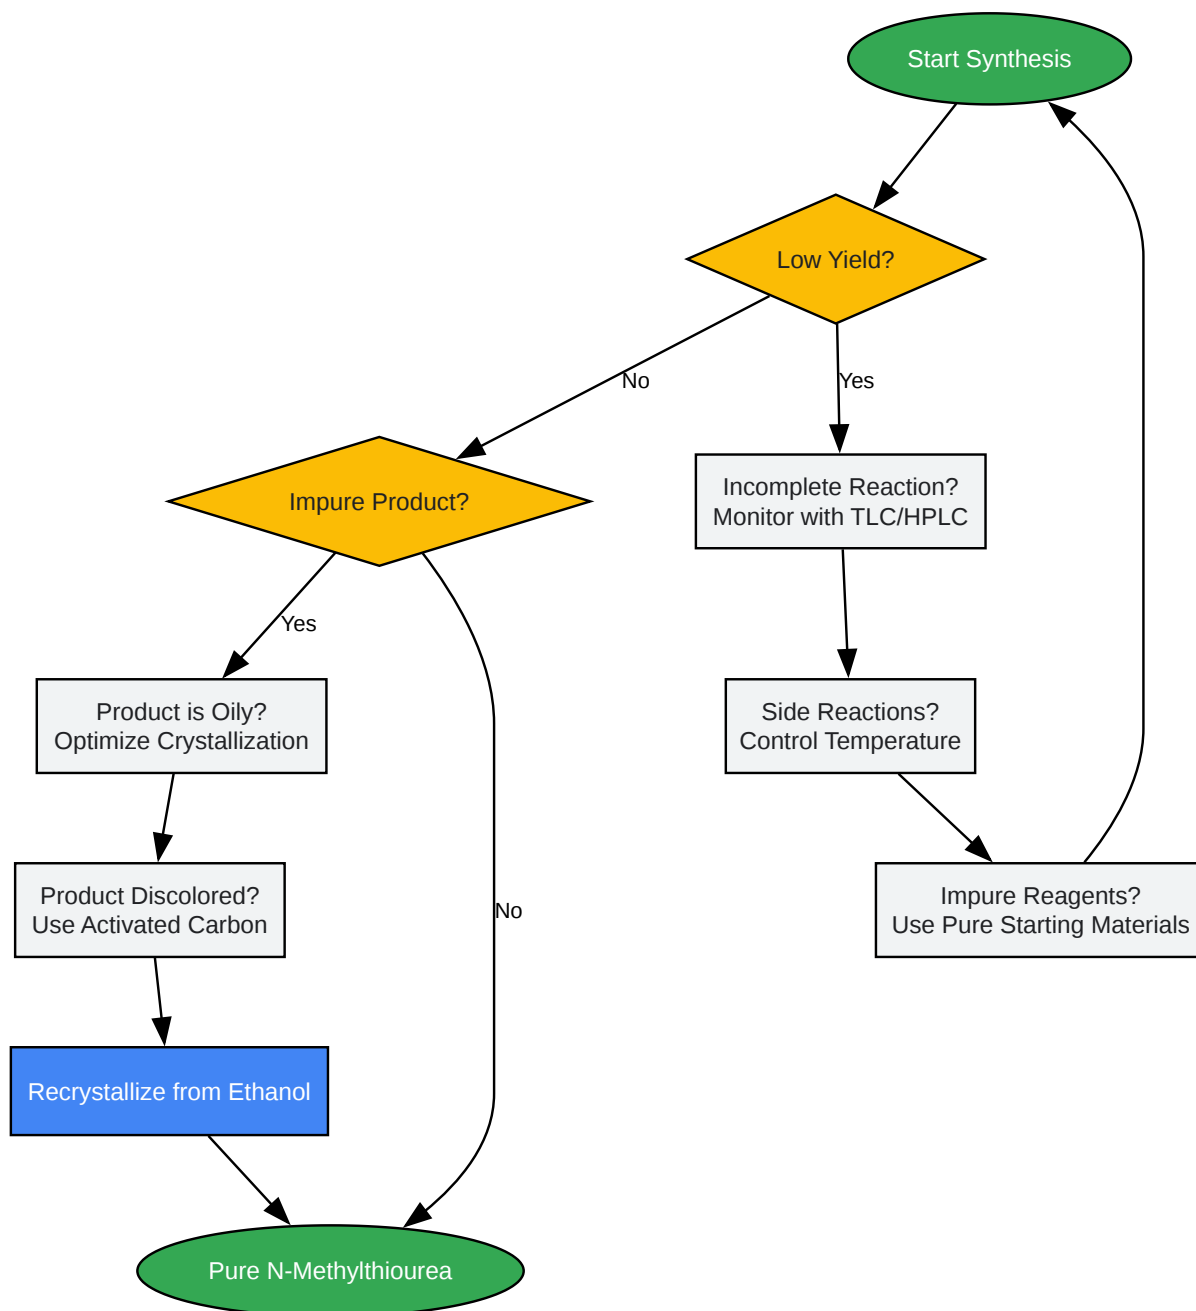 Start Synthesis
Low Yield?
No
Yes
Impure Product?
Incomplete Reaction?
Monitor with TLC/HPLC
Yes
Product is Oily?
Optimize Crystallization
Side Reactions?
Control Temperature
Product Discolored?
Use Activated Carbon
No
Impure Reagents?
Use Pure Starting Materials
Recrystallize from Ethanol
Pure N-Methylthiourea